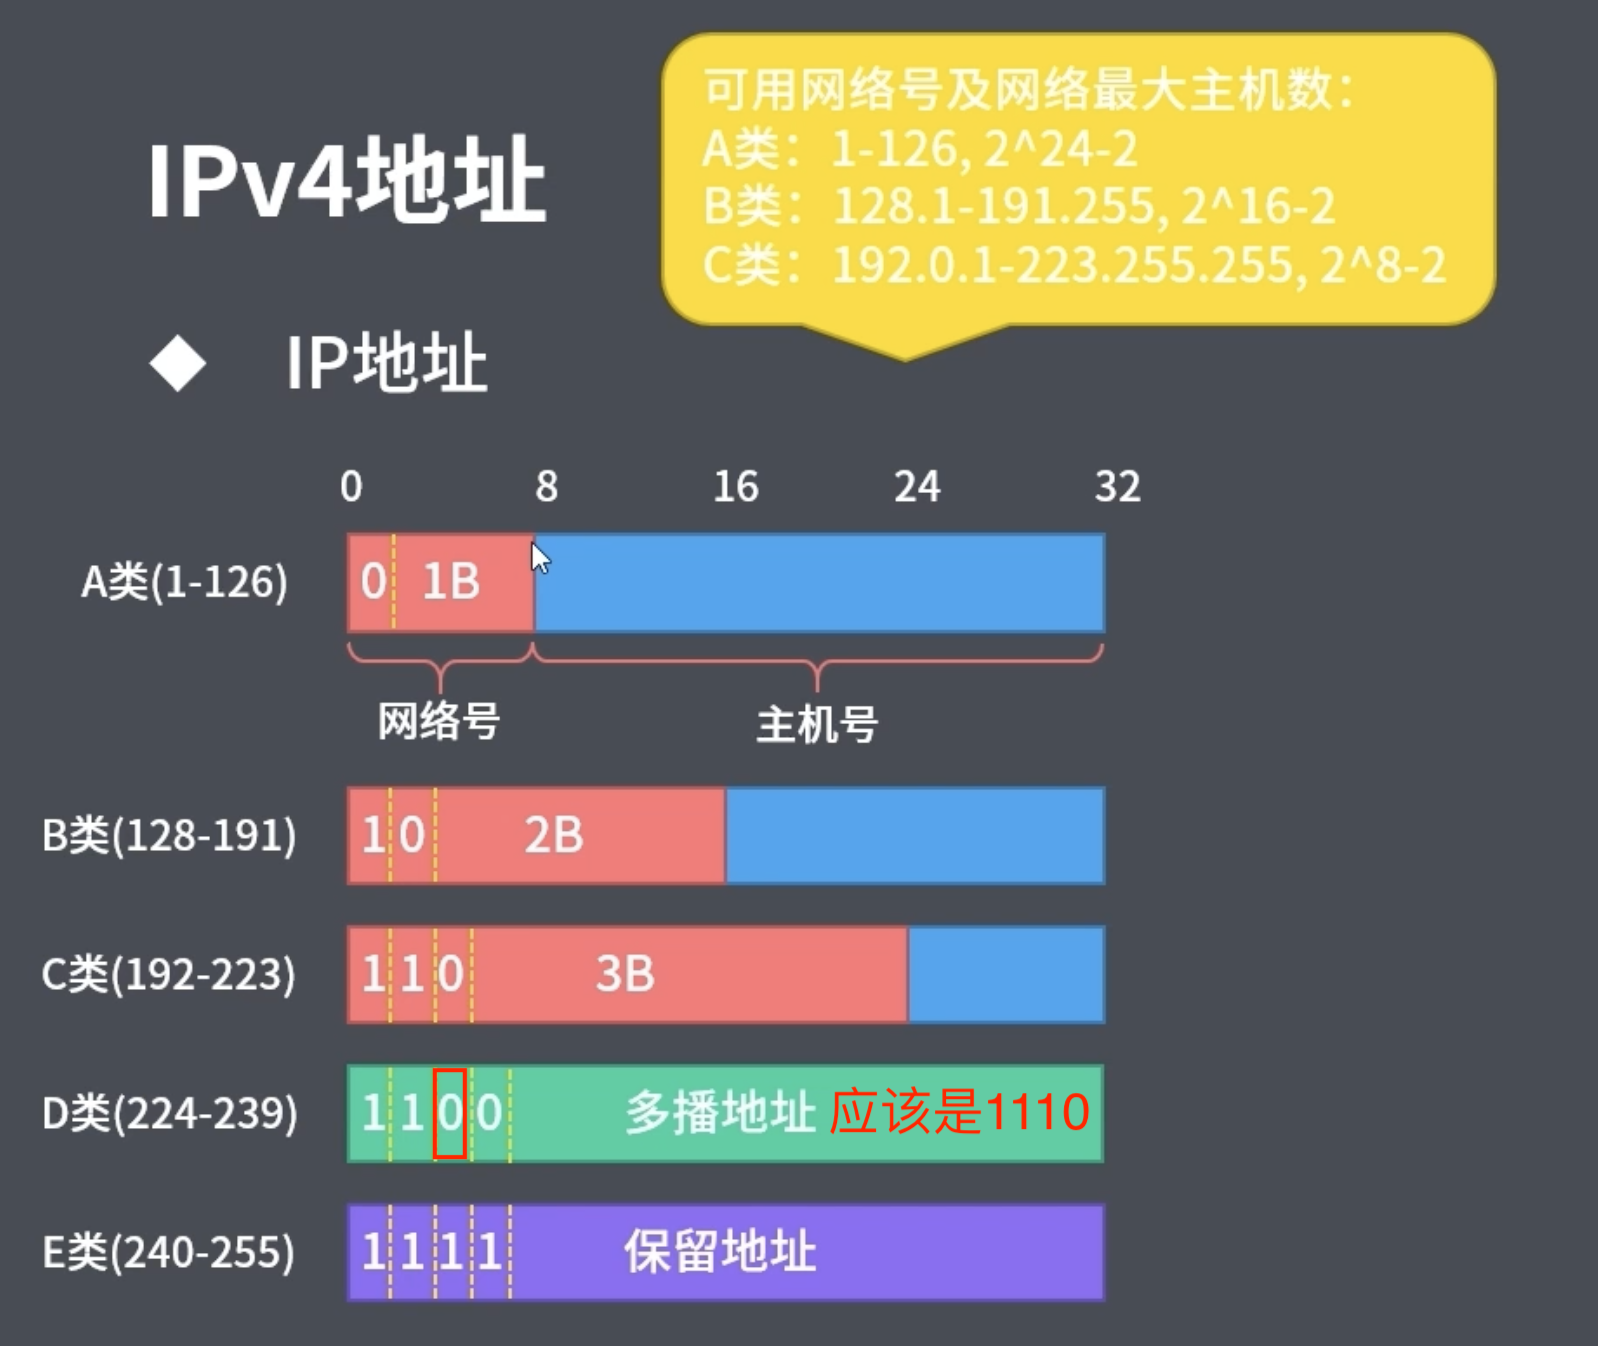 可用网络号及网络最大主机数：
A类：1-126, 2^24-2
B类：128.1-191.255, 2^16-2
C类：192.0.1-223.255.255, 2^8-2
IPv4地址
◆ IP地址
0 8 16 24 32
A类(1-126) 0 1B
网络号 主机号
B类(128-191) 1 0 2B
C类(192-223) 1 1 0 3B
D类(224-239) 1 1 0 0 多播地址 应该是1110
E类(240-255) 1 1 1 1 保留地址